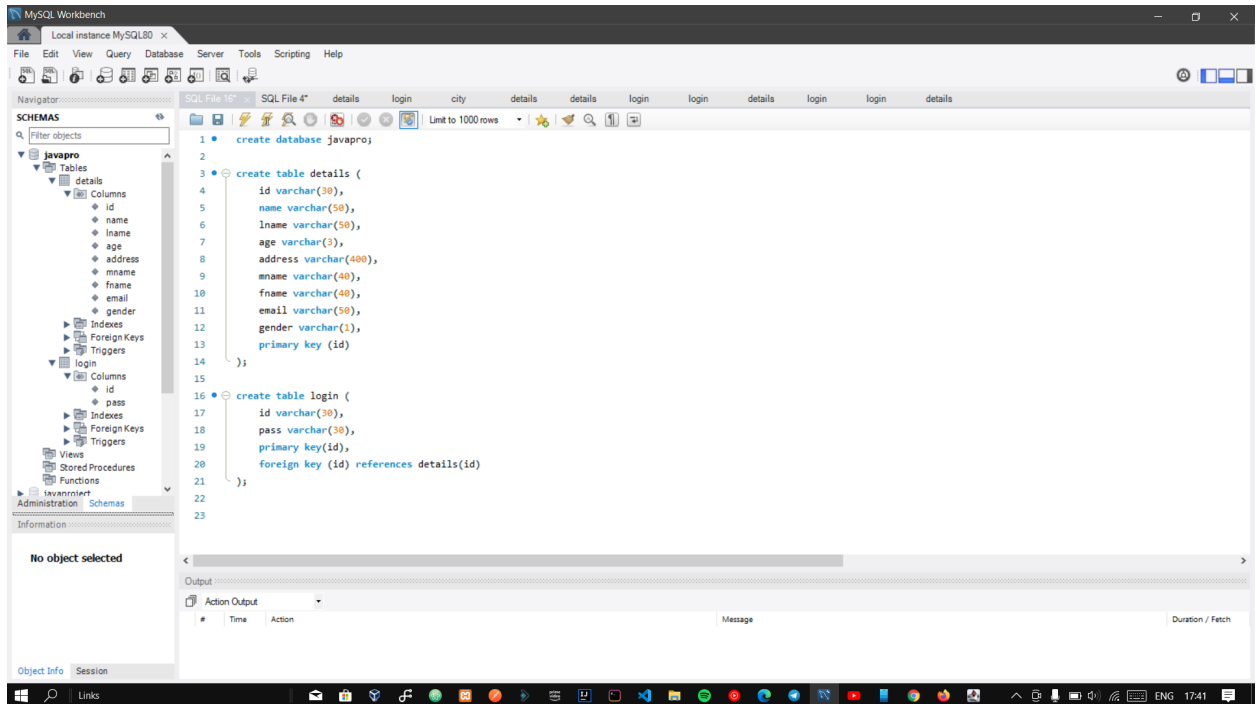 MySQL Workbench
Local instance MySQL80
File Edit View Query Database Server Tools Scripting Help
Navigator
SCHEMAS
Filter objects
javapro
Tables
details
Columns
id
name
lname
age
address
mname
fname
email
gender
Indexes
Foreign Keys
Triggers
login
Columns
id
pass
Indexes
Foreign Keys
Triggers
Views
Stored Procedures
Functions
javaproject
Administration Schemas
Information
No object selected
Object Info Session
SQL File 16* SQL File 4* details login city details details login login details login login details
Limit to 1000 rows
1 create database javapro;
2
3 create table details (
4 id varchar(30),
5 name varchar(50),
6 lname varchar(50),
7 age varchar(3),
8 address varchar(400),
9 mname varchar(40),
10 fname varchar(40),
11 email varchar(50),
12 gender varchar(1),
13 primary key (id)
14 );
15
16 create table login (
17 id varchar(30),
18 pass varchar(30),
19 primary key(id),
20 foreign key (id) references details(id)
21 );
22
23
Output
Action Output
# Time Action Message Duration / Fetch
Links
ENG 17:41